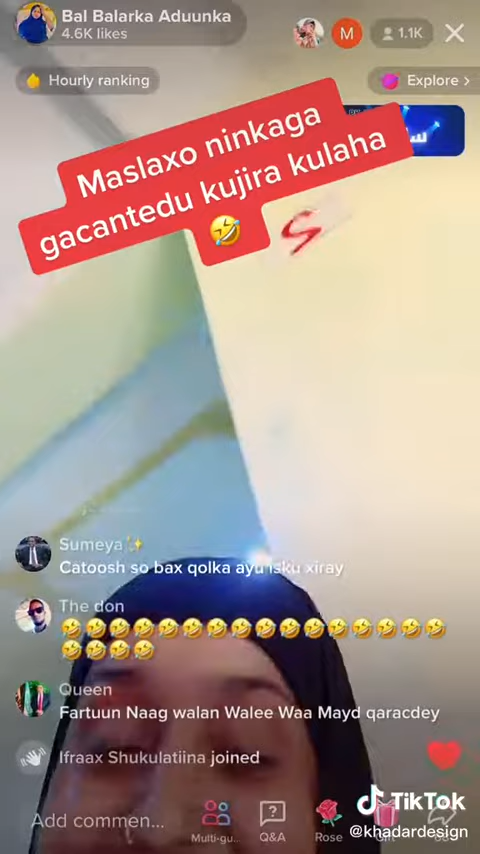 Bal Balarka Aduunka
4.6K likes
M
1.1K
Hourly ranking
Explore >
Maslaxo ninkaga
gacantedu kujira kulaha
🤣
S
Sumeya✨
Catoosh so bax qolka ayu isku xiray
The don
🤣🤣🤣🤣🤣🤣🤣🤣🤣🤣🤣🤣🤣🤣🤣🤣
🤣🤣🤣🤣
Queen
Fartuun Naag walan Walee Waa Mayd qaracdey
Ifraax Shukulatiina joined
Add commen...
Multi-gu...
Q&A
Rose
TikTok
@khadardesign